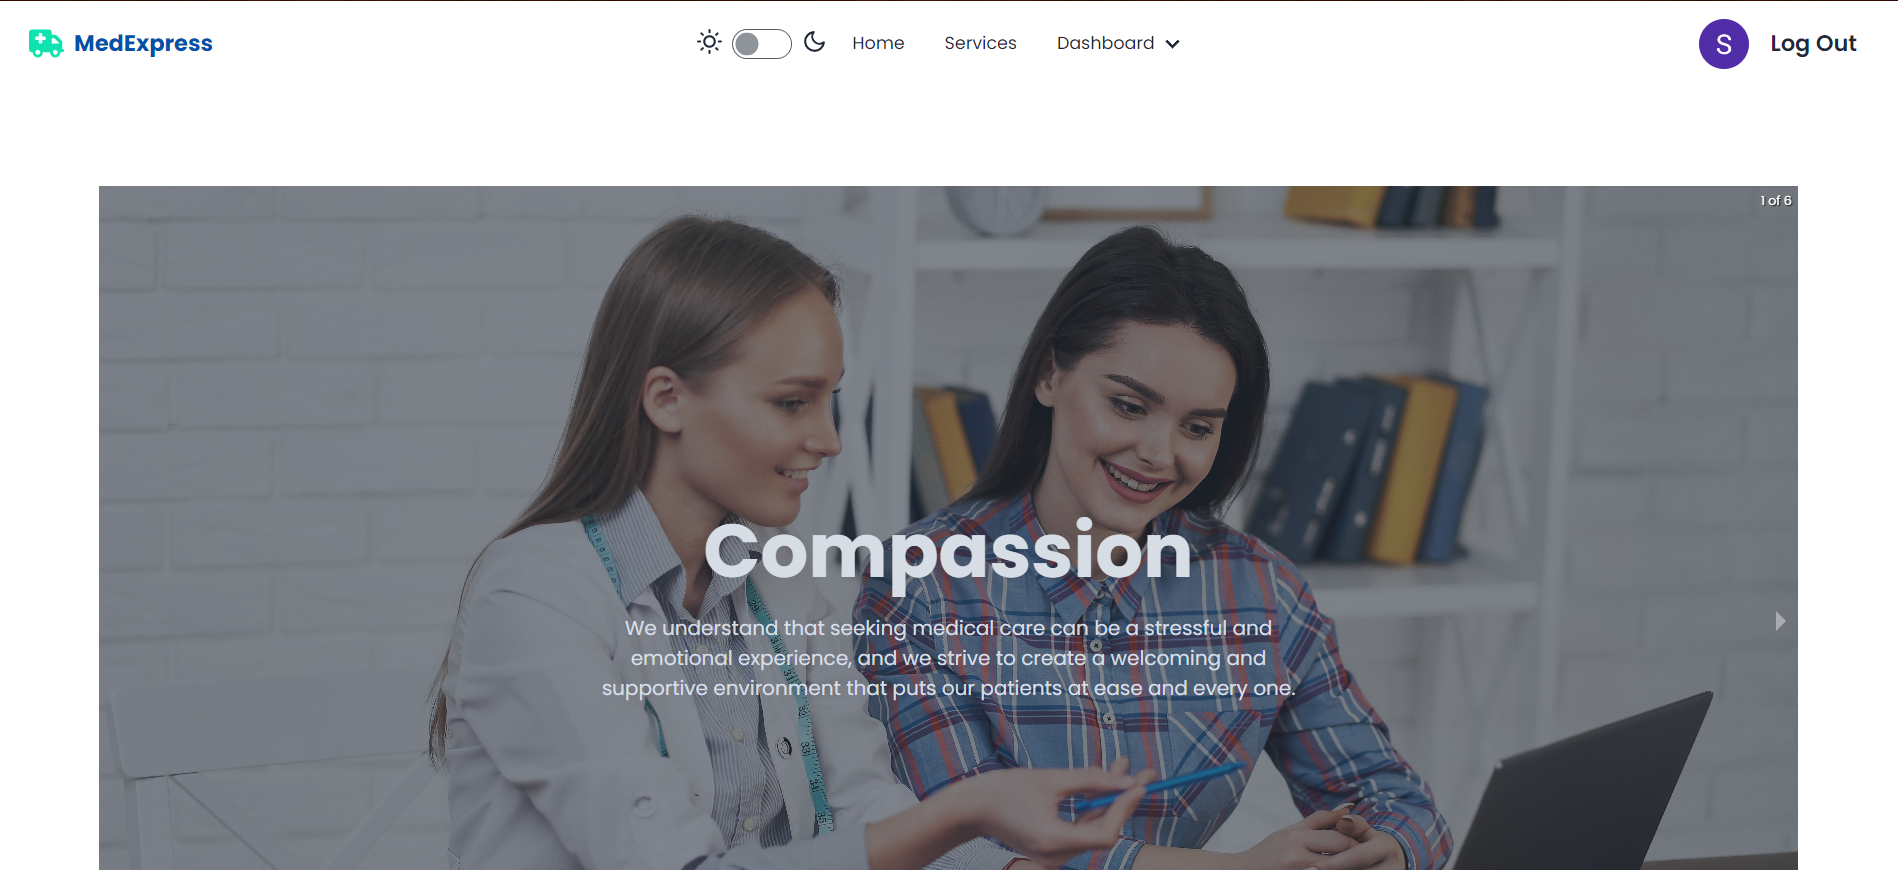 MedExpress
Home
Services
Dashboard
S
Log Out
1 of 6
Compassion
We understand that seeking medical care can be a stressful and
emotional experience, and we strive to create a welcoming and
supportive environment that puts our patients at ease and every one.